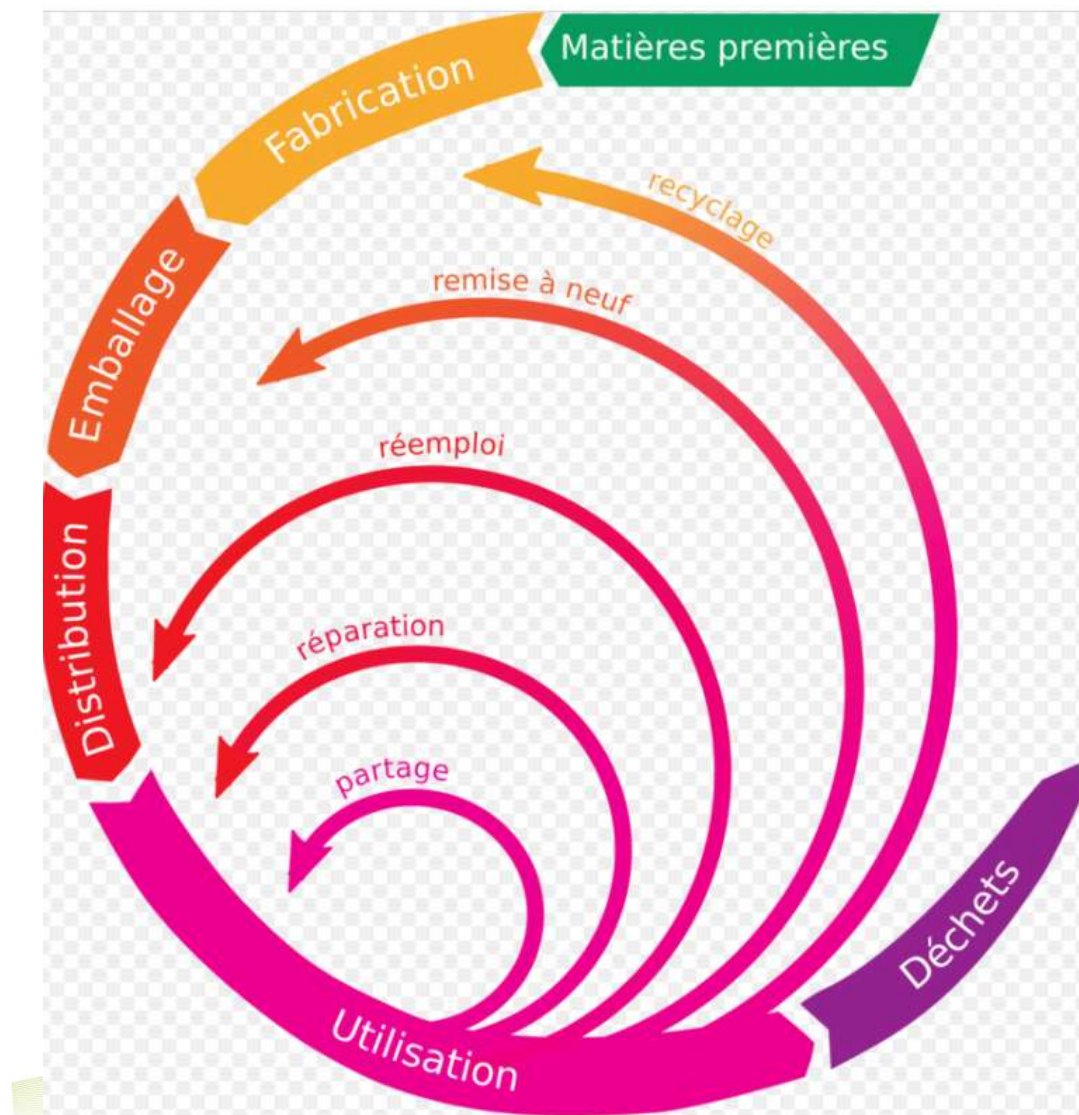 Matières premières
Fabrication
recyclage
remise à neuf
Emballage
réemploi
Distribution
réparation
partage
Déchets
Utilisation